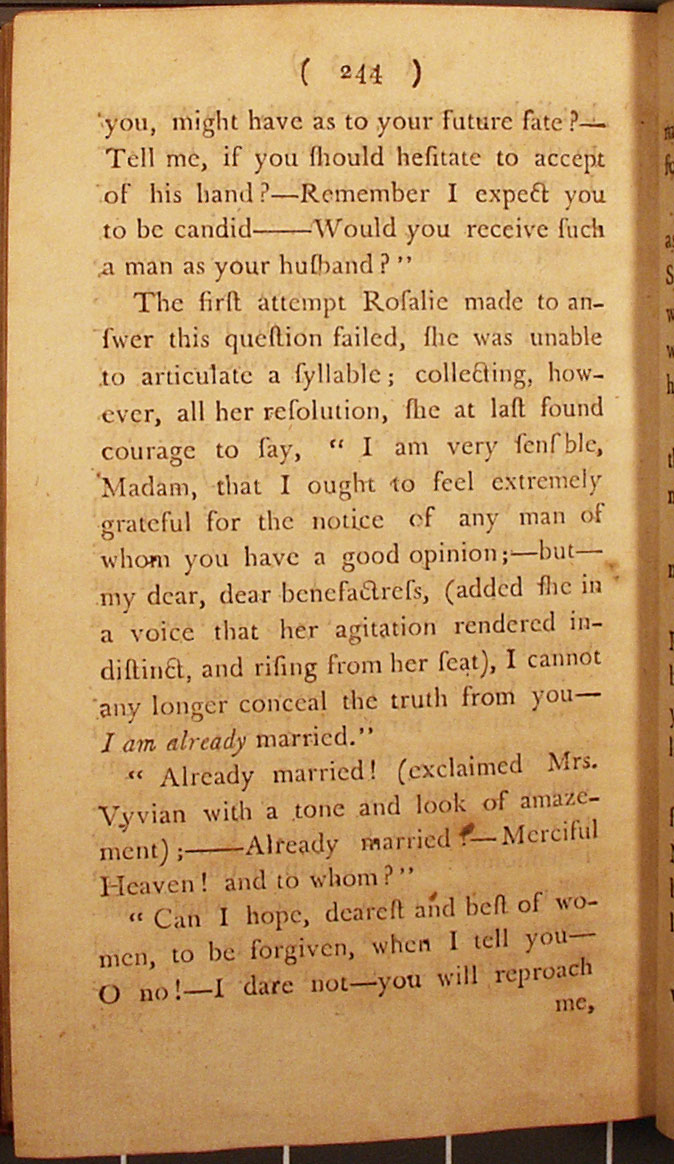 ( 244 )
you, might have as to your future fate ?—
Tell me, if you ſhould heſitate to accept
of his hand ?—Remember I expect you
to be candid——Would you receive ſuch
a man as your huſband ? ”
The firſt attempt Roſalie made to an-
ſwer this queſtion failed, ſhe was unable
to articulate a ſyllable ; collecting, how-
ever, all her reſolution, ſhe at laſt found
courage to ſay, “ I am very ſenſble,
Madam, that I ought to feel extremely
grateful for the notice of any man of
whom you have a good opinion ;—but—
my dear, dear benefactreſs, (added ſhe in
a voice that her agitation rendered in-
diſtinct, and riſing from her ſeat), I cannot
any longer conceal the truth from you—
I am already married.”
“ Already married ! (exclaimed Mrs.
Vyvian with a tone and look of amaze-
ment) ;——Already married ?—Merciful
Heaven ! and to whom ? ”
“ Can I hope, deareſt and beſt of wo-
men, to be forgiven, when I tell you—
O no !—I dare not—you will reproach
me,